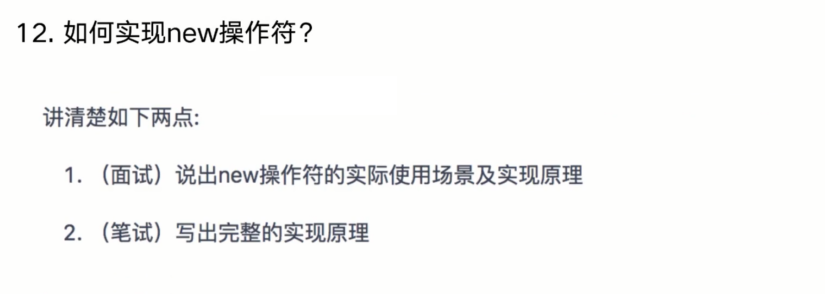 12. 如何实现new操作符？
讲清楚如下两点:
1. （面试）说出new操作符的实际使用场景及实现原理
2. （笔试）写出完整的实现原理